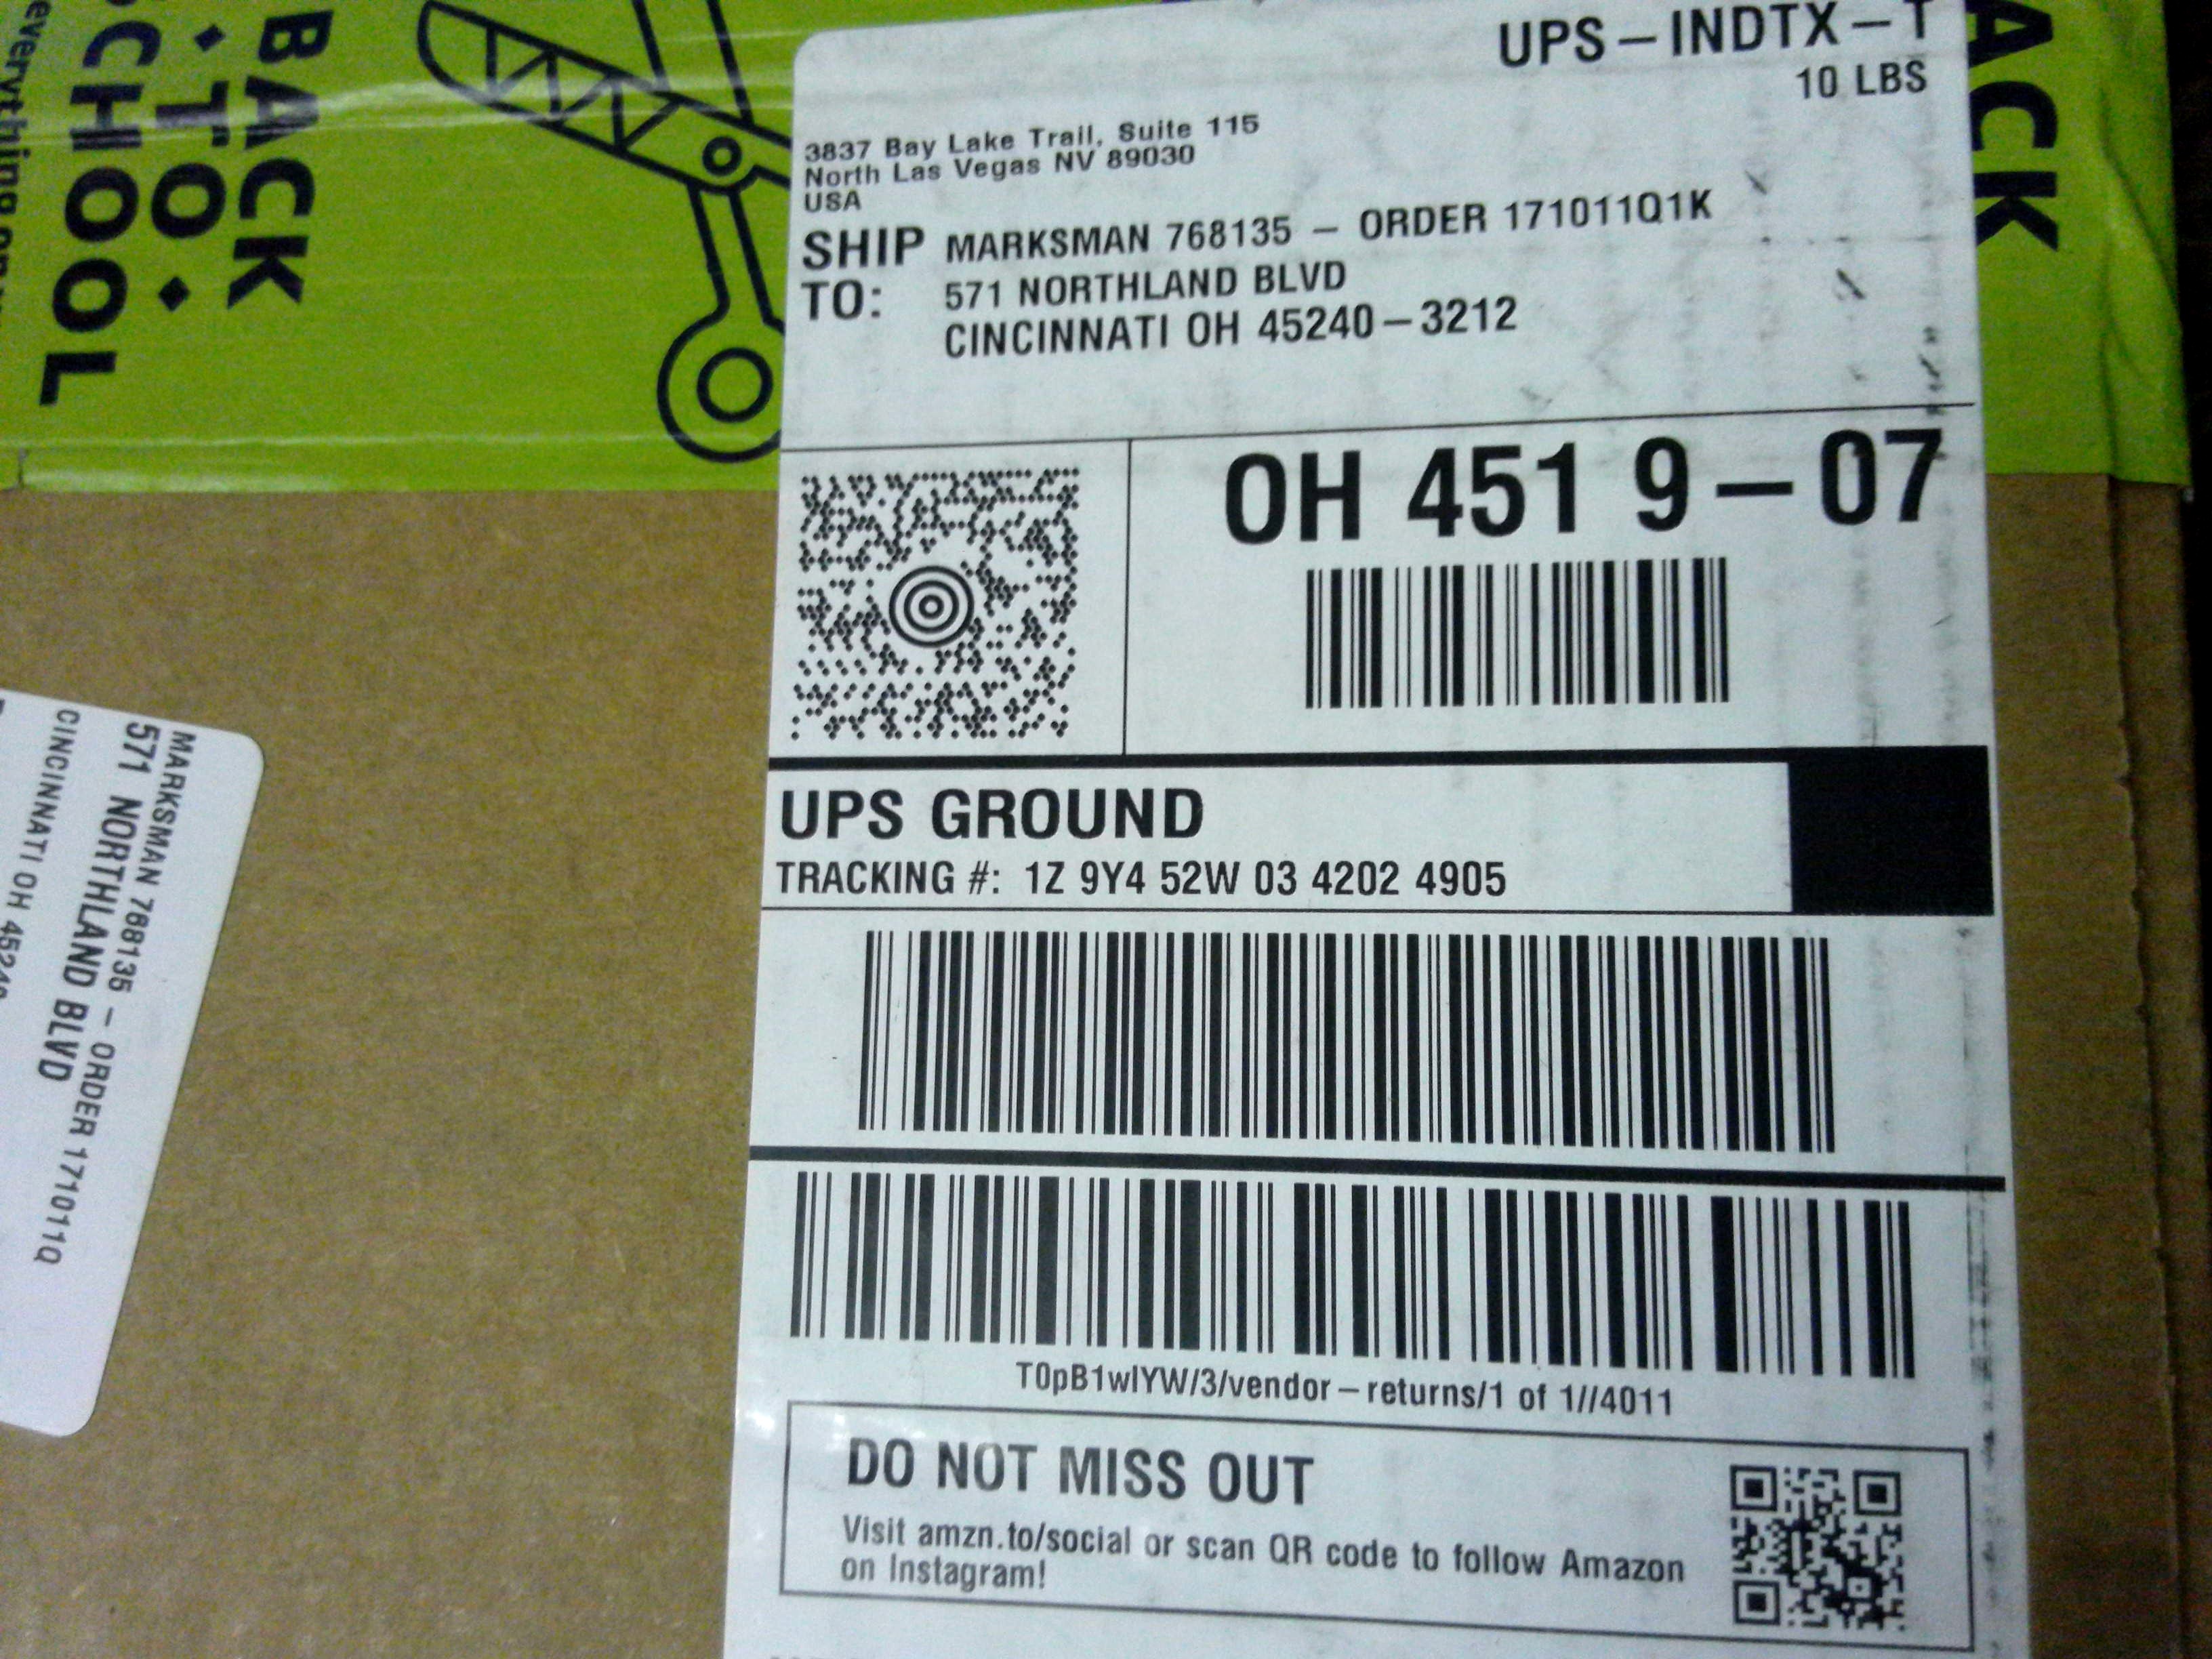 BACK
TO
SCHOOL
ACK
UPS-INDTX-T
10 LBS
3837 Bay Lake Trail, Suite 115
North Las Vegas NV 89030
USA
SHIP TO:
MARKSMAN 768135 - ORDER 171011Q1K
571 NORTHLAND BLVD
CINCINNATI OH 45240-3212
OH 451 9-07
UPS GROUND
TRACKING #: 1Z 9Y4 52W 03 4202 4905
T0pB1wlYW/3/vendor-returns/1 of 1//4011
DO NOT MISS OUT
Visit amzn.to/social or scan QR code to follow Amazon
on Instagram!
MARKSMAN 768135 - ORDER 171011Q
571 NORTHLAND BLVD
CINCINNATI OH